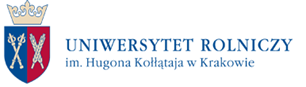 UNIWERSYTET ROLNICZY
im. Hugona Kołłątaja w Krakowie